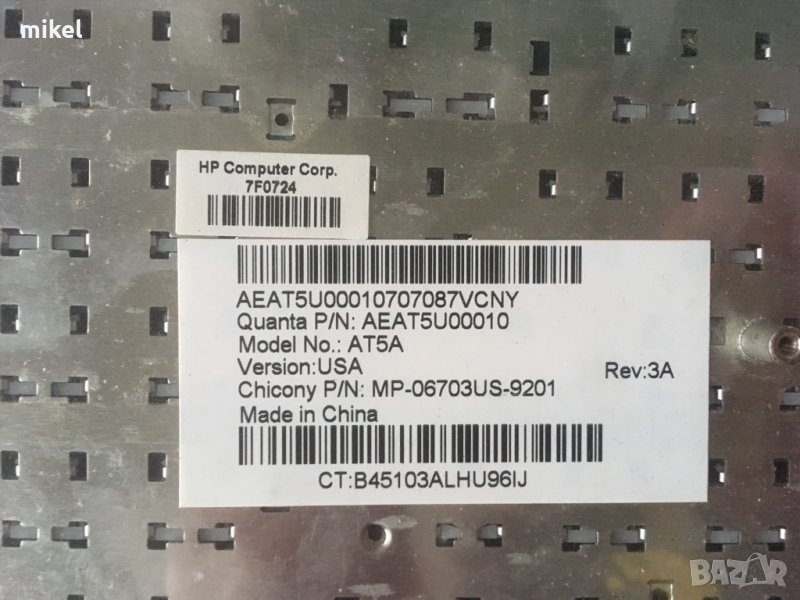 mikel
HP Computer Corp.
7F0724
AEAT5U00010707087VCNY
Quanta P/N: AEAT5U00010
Model No.: AT5A
Version:USA
Rev:3A
Chicony P/N: MP-06703US-9201
Made in China
CT:B45103ALHU96IJ
BAZAR